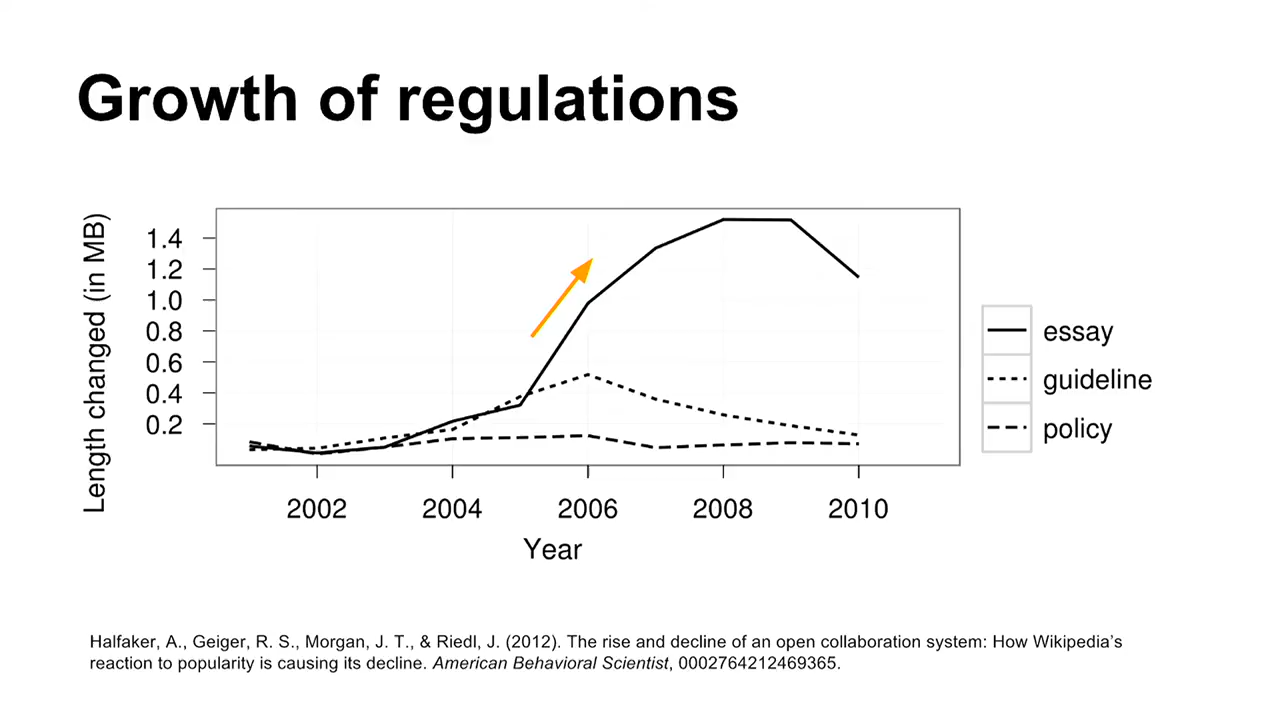 Growth of regulations
Length changed (in MB)
1.4
1.2
1.0
0.8
0.6
0.4
0.2
2002 2004 2006 2008 2010
Year
essay
guideline
policy
Halfaker, A., Geiger, R. S., Morgan, J. T., & Riedl, J. (2012). The rise and decline of an open collaboration system: How Wikipedia's
reaction to popularity is causing its decline. American Behavioral Scientist, 0002764212469365.